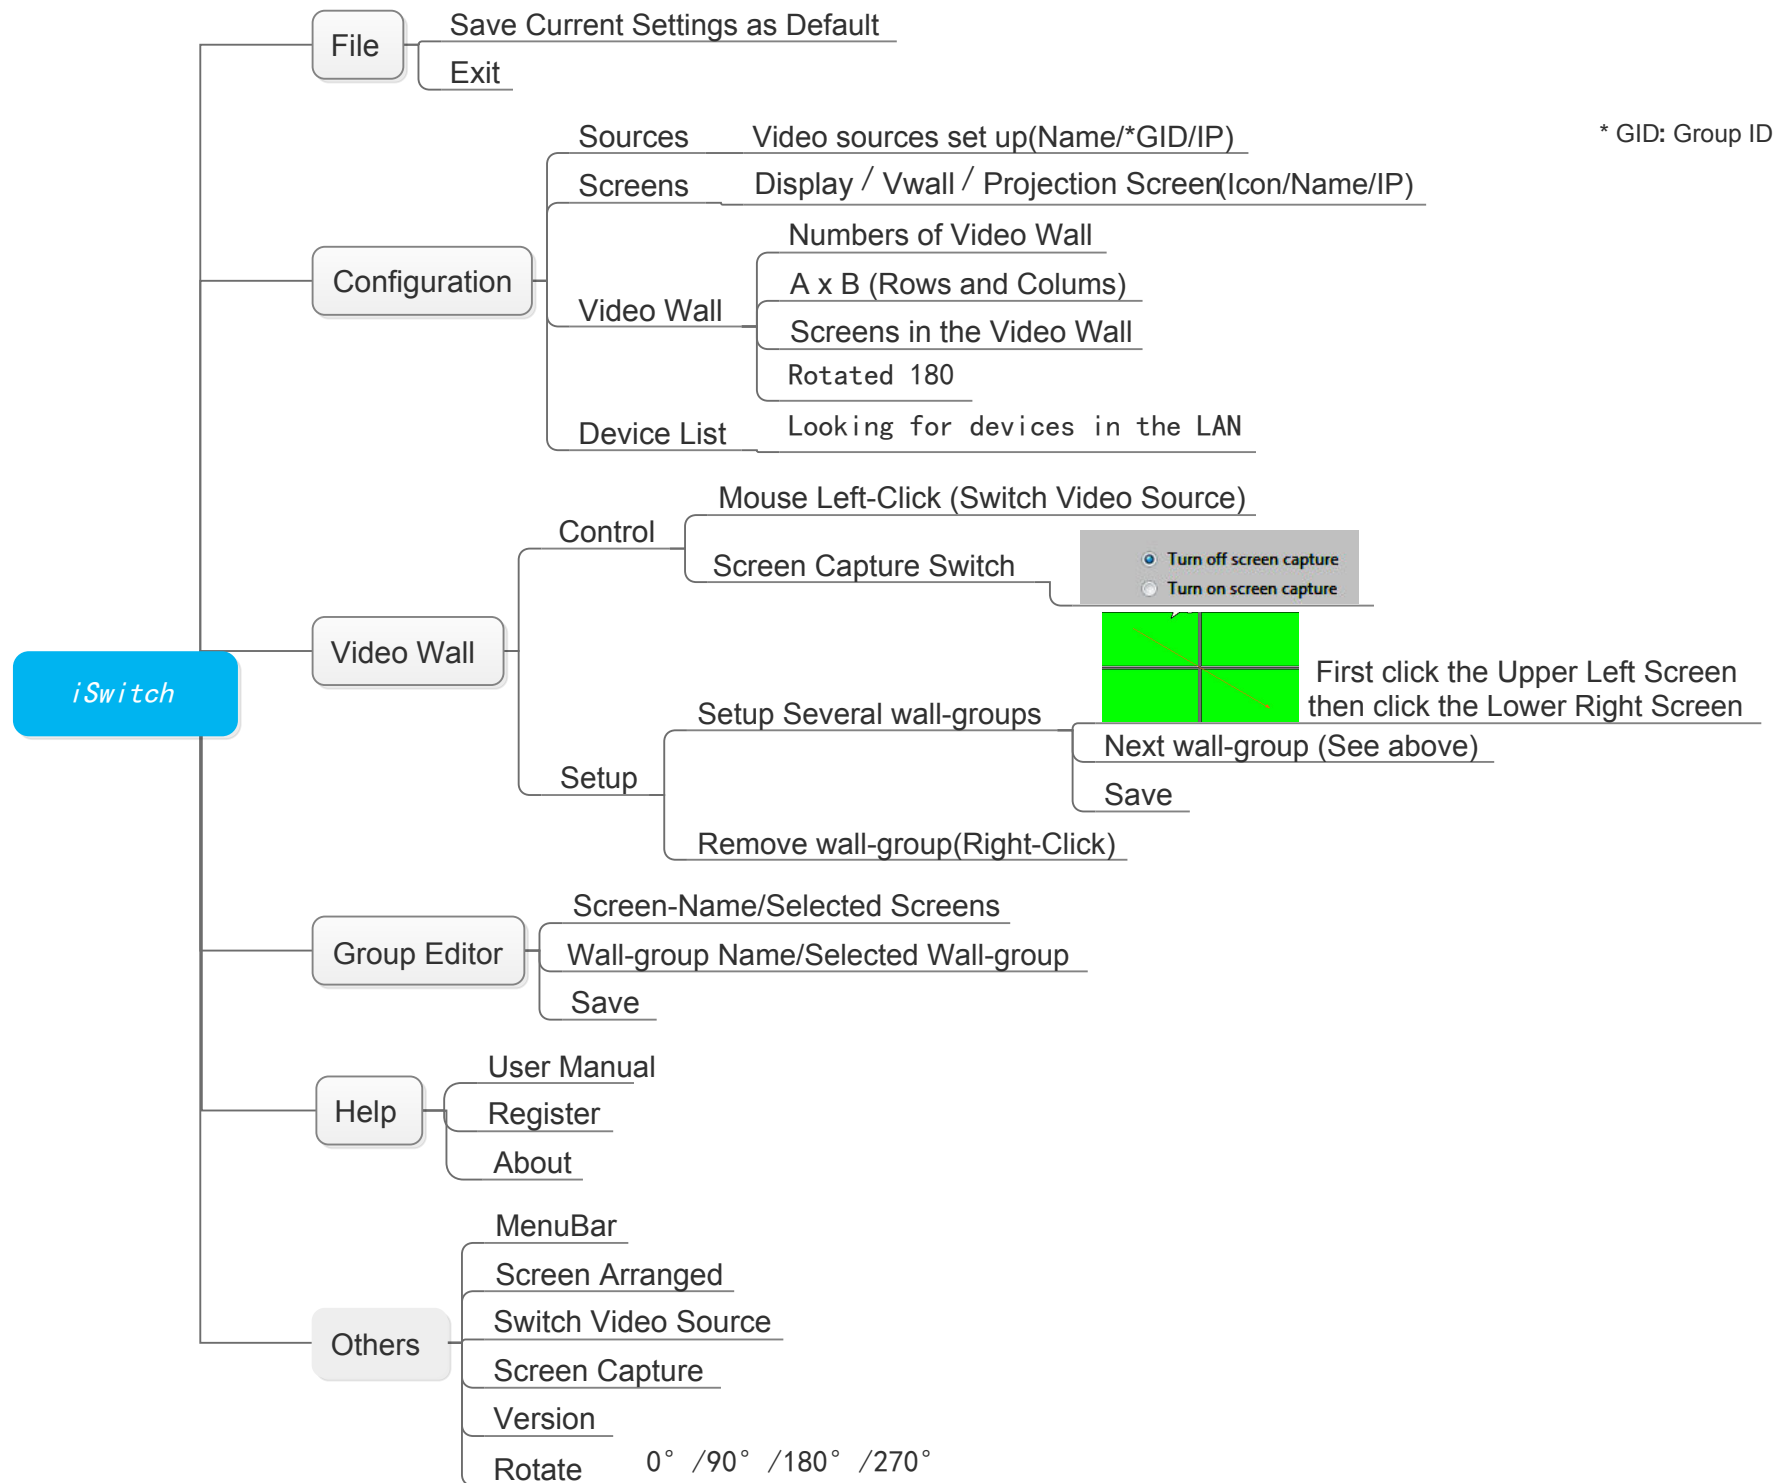 File
Save Current Settings as Default
Exit
* GID: Group ID
Configuration
Sources
Video sources set up(Name/*GID/IP)
Screens
Display / Vwall / Projection Screen(Icon/Name/IP)
Video Wall
Numbers of Video Wall
A x B (Rows and Colums)
Screens in the Video Wall
Rotated 180
Device List
Looking for devices in the LAN
iSwitch
Video Wall
Control
Mouse Left-Click (Switch Video Source)
Screen Capture Switch
Turn off screen capture
Turn on screen capture
Setup
Setup Several wall-groups
First click the Upper Left Screen
then click the Lower Right Screen
Next wall-group (See above)
Save
Remove wall-group(Right-Click)
Group Editor
Screen-Name/Selected Screens
Wall-group Name/Selected Wall-group
Save
Help
User Manual
Register
About
Others
MenuBar
Screen Arranged
Switch Video Source
Screen Capture
Version
Rotate 0° /90° /180° /270°